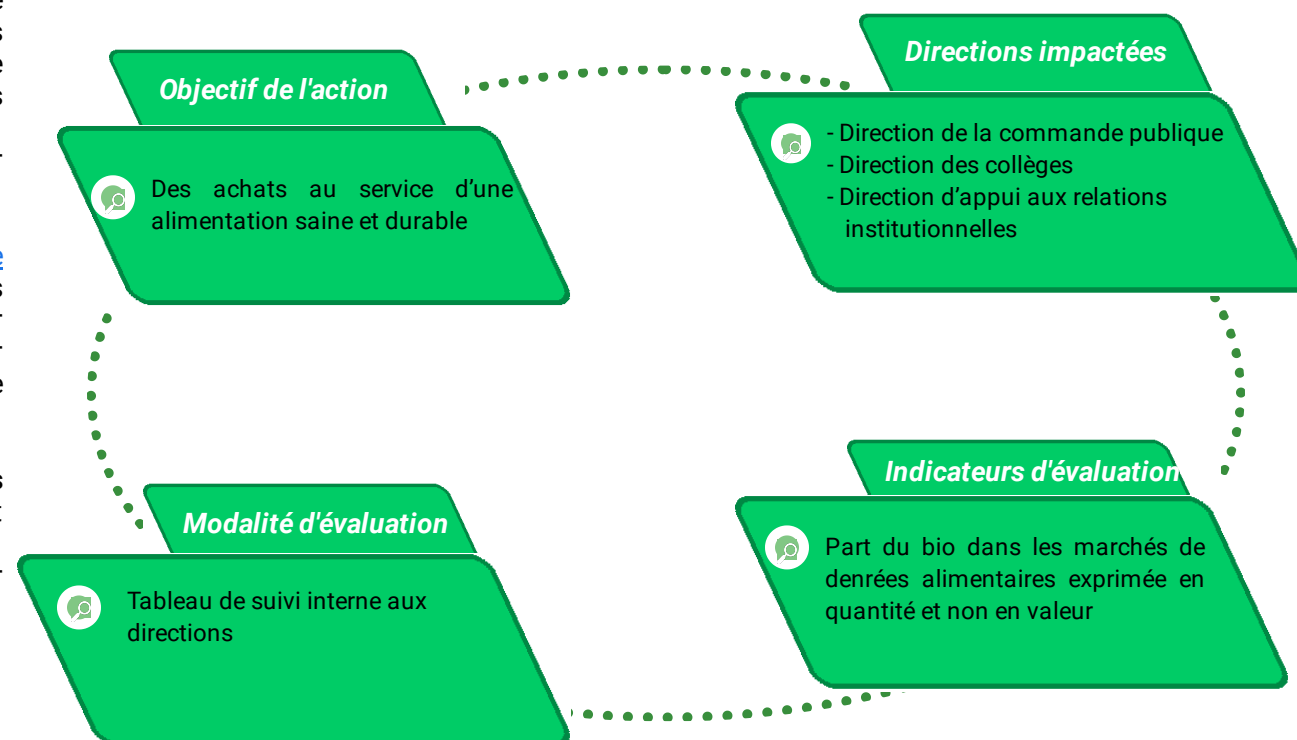 Objectif de l'action
Des achats au service d'une
alimentation saine et durable
Directions impactées
- Direction de la commande publique
- Direction des collèges
- Direction d'appui aux relations
institutionnelles
Modalité d'évaluation
Tableau de suivi interne aux
directions
Indicateurs d'évaluation
Part du bio dans les marchés de
denrées alimentaires exprimée en
quantité et non en valeur